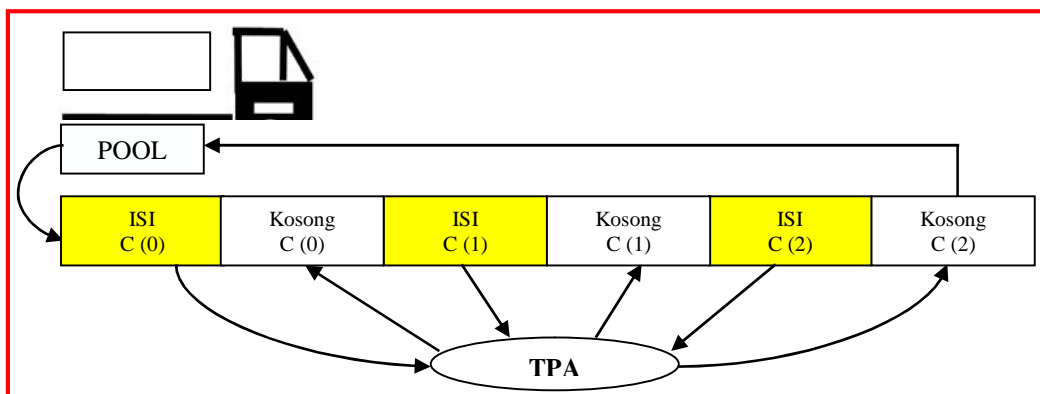 POOL
ISI
C (0)
Kosong
C (0)
ISI
C (1)
Kosong
C (1)
ISI
C (2)
Kosong
C (2)
TPA